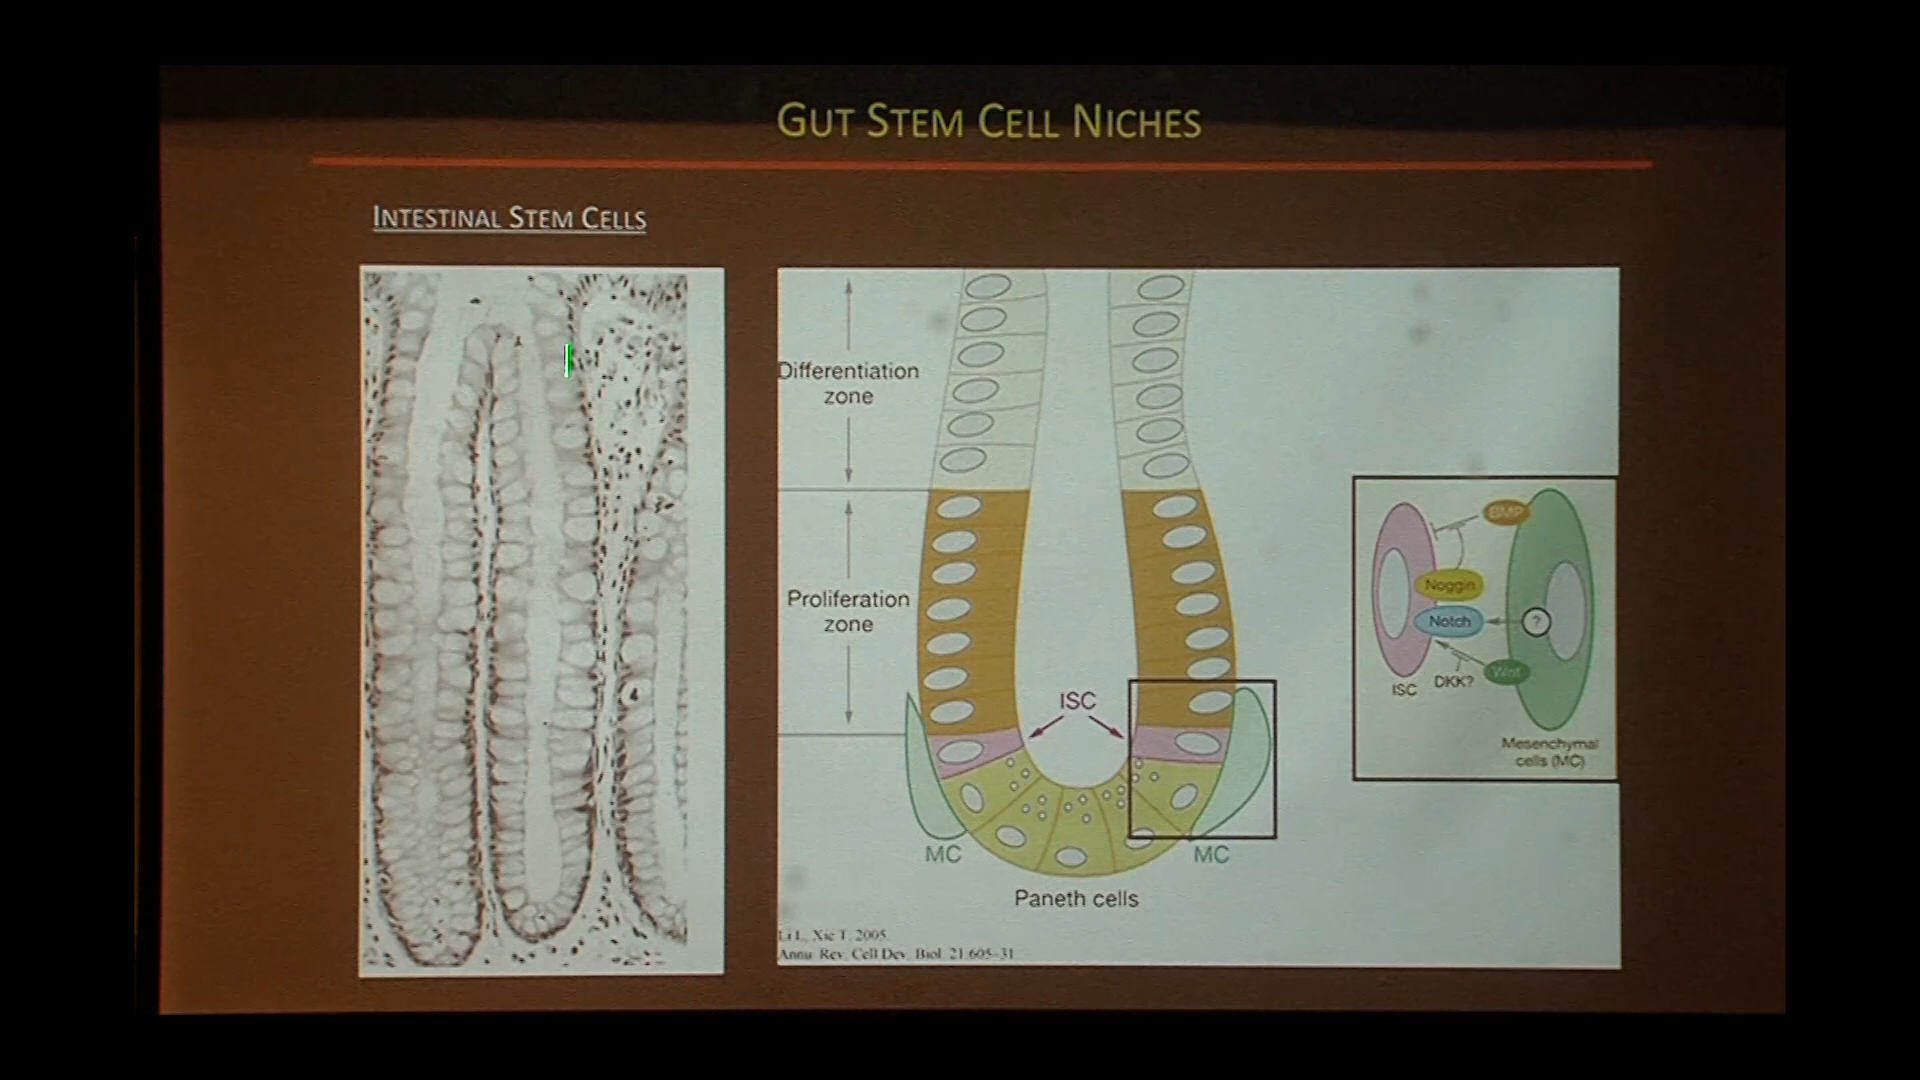 GUT STEM CELL NICHES
INTESTINAL STEM CELLS
Differentiation
zone
Proliferation
zone
ISC
MC
MC
Paneth cells
BMP
Noggin
Notch
?
Wnt
DKK?
ISC
Mesenchymal
cells (MC)
Li L, Xie T. 2005.
Annu. Rev. Cell Dev. Biol. 21:605–31